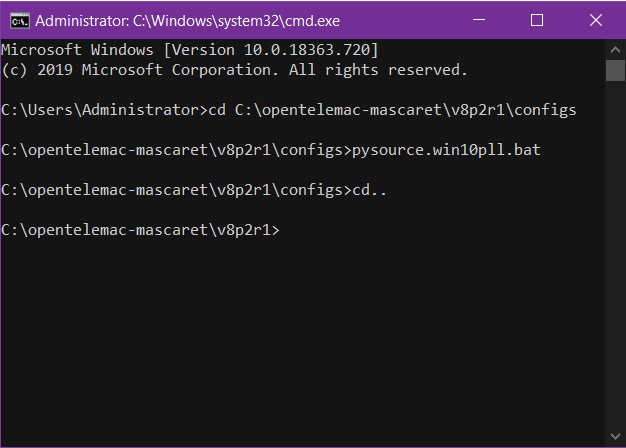 Administrator: C:\Windows\system32\cmd.exe
Microsoft Windows [Version 10.0.18363.720]
(c) 2019 Microsoft Corporation. All rights reserved.
C:\Users\Administrator>cd C:\opentelemac-mascaret\v8p2r1\configs
C:\opentelemac-mascaret\v8p2r1\configs>pysource.win10pll.bat
C:\opentelemac-mascaret\v8p2r1\configs>cd..
C:\opentelemac-mascaret\v8p2r1>